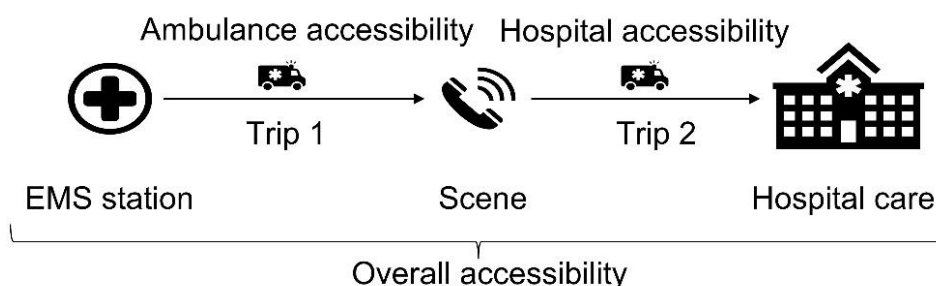 Ambulance accessibility Hospital accessibility
Trip 1 Trip 2
EMS station Scene Hospital care
Overall accessibility